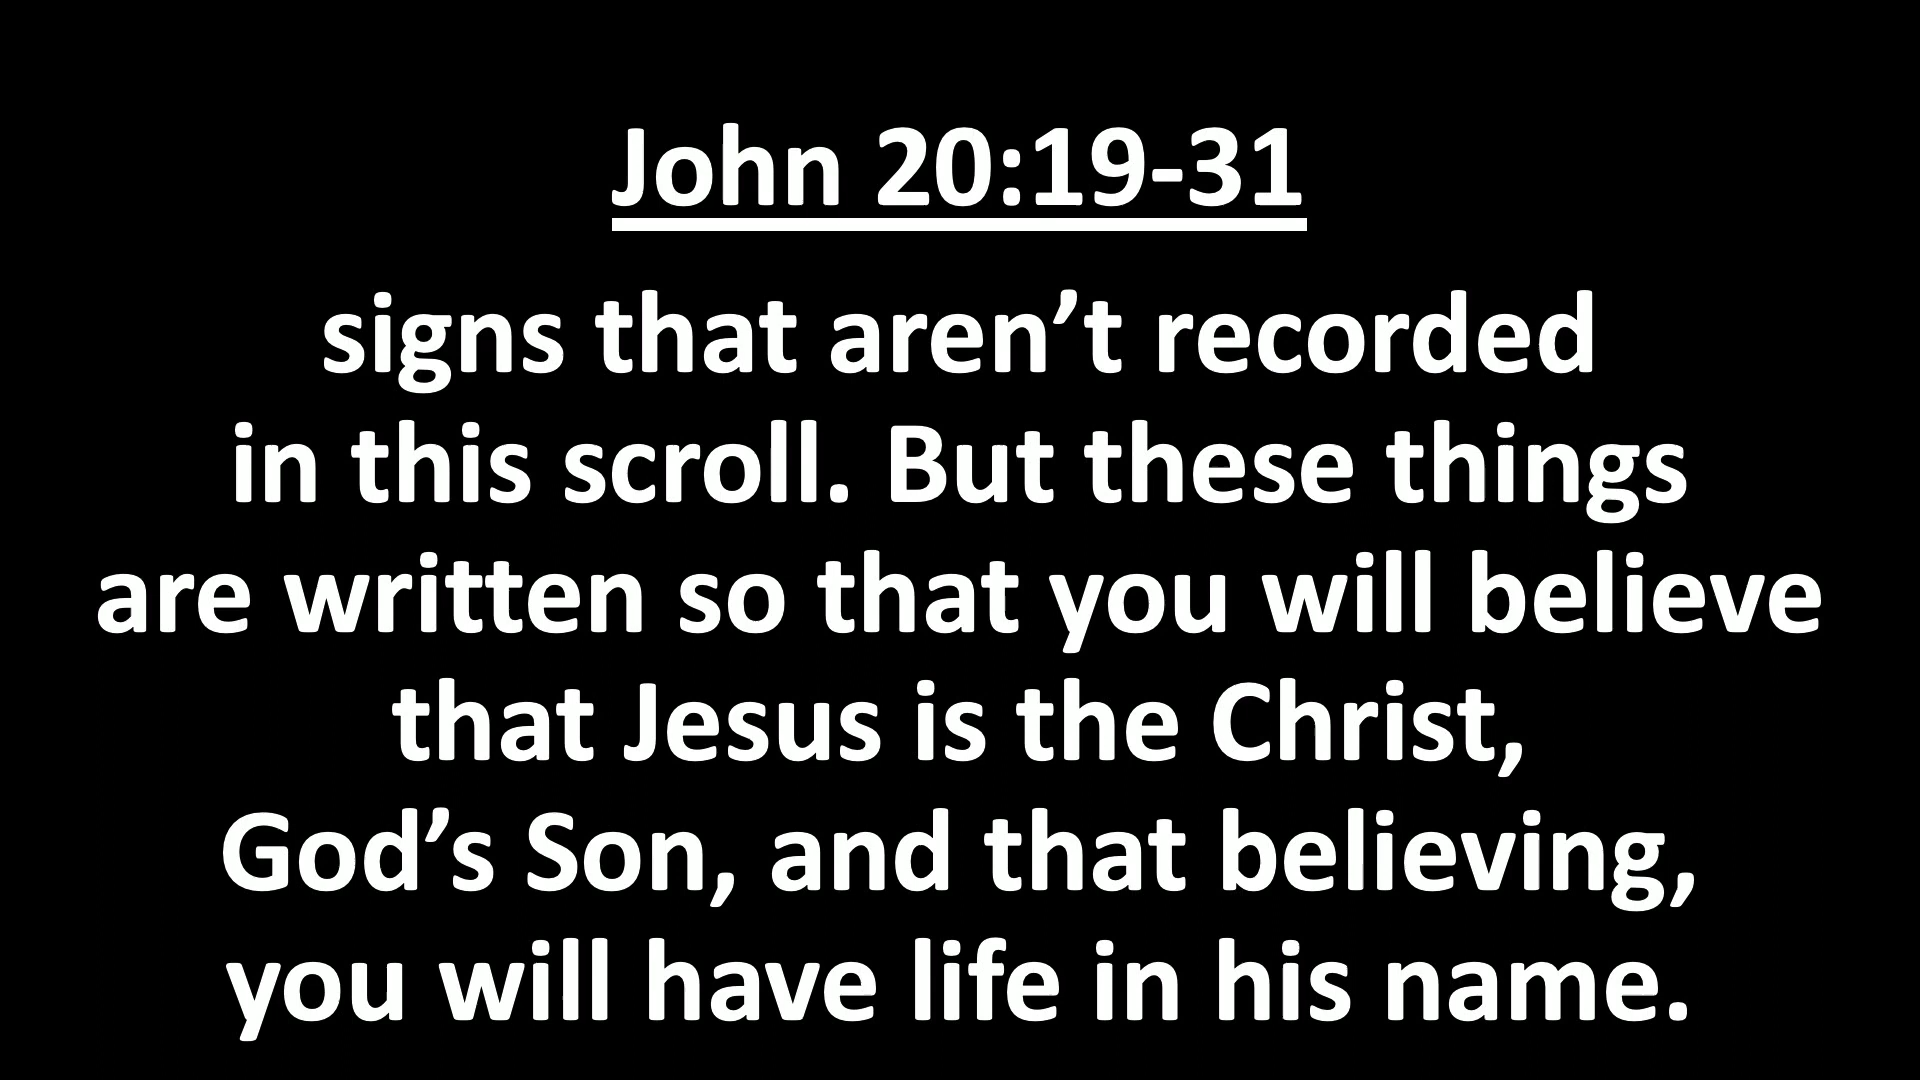 John 20:19-31
signs that aren’t recorded
in this scroll. But these things
are written so that you will believe
that Jesus is the Christ,
God’s Son, and that believing,
you will have life in his name.